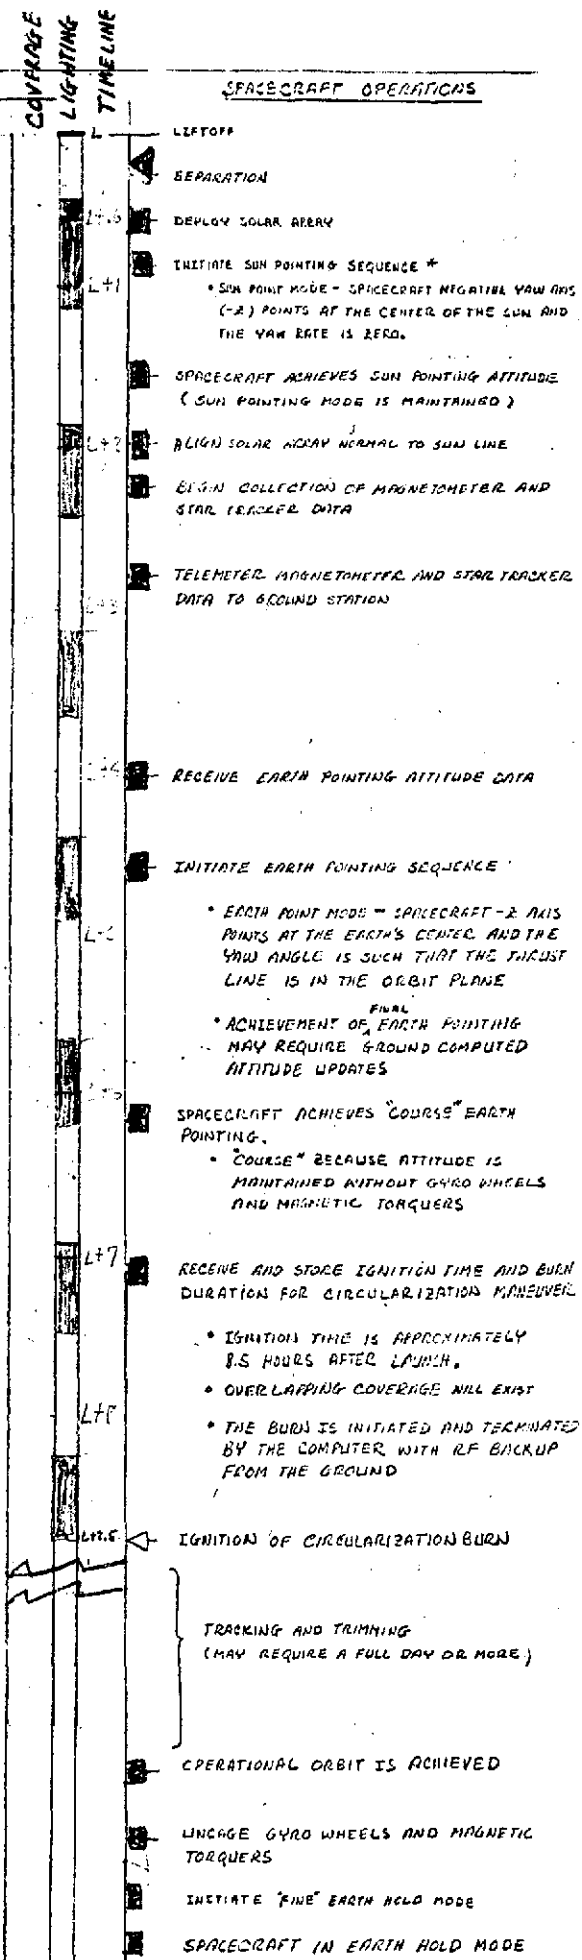 COVERAGE
LIGHTING
TIMELINE
SPACECRAFT OPERATIONS
L
LIFTOFF
SEPARATION
L+.6
DEPLOY SOLAR ARRAY
INITIATE SUN POINTING SEQUENCE *
L+1
• SUN POINT MODE - SPACECRAFT NEGATIVE YAW AXIS
(-Z) POINTS AT THE CENTER OF THE SUN AND
THE YAW RATE IS ZERO.
SPACECRAFT ACHIEVES SUN POINTING ATTITUDE
(SUN POINTING MODE IS MAINTAINED)
L+2
ALIGN SOLAR ARRAY NORMAL TO SUN LINE
BEGIN COLLECTION OF MAGNETOMETER AND
STAR TRACKER DATA
TELEMETER MAGNETOMETER AND STAR TRACKER
DATA TO GROUND STATION
L+3
L+4
RECEIVE EARTH POINTING ATTITUDE DATA
INITIATE EARTH POINTING SEQUENCE
• EARTH POINT MODE - SPACECRAFT -Z AXIS
POINTS AT THE EARTH'S CENTER AND THE
YAW ANGLE IS SUCH THAT THE THRUST
LINE IS IN THE ORBIT PLANE
• ACHIEVEMENT OF FINAL EARTH POINTING
MAY REQUIRE GROUND COMPUTED
ATTITUDE UPDATES
SPACECRAFT ACHIEVES "COURSE" EARTH
POINTING.
• "COURSE" BECAUSE ATTITUDE IS
MAINTAINED WITHOUT GYRO WHEELS
AND MAGNETIC TORQUERS
L+7
RECEIVE AND STORE IGNITION TIME AND BURN
DURATION FOR CIRCULARIZATION MANEUVER
• IGNITION TIME IS APPROXIMATELY
8.5 HOURS AFTER LAUNCH.
• OVERLAPPING COVERAGE WILL EXIST
L+8
• THE BURN IS INITIATED AND TERMINATED
BY THE COMPUTER WITH RF BACKUP
FROM THE GROUND
L+8.5
IGNITION OF CIRCULARIZATION BURN
TRACKING AND TRIMMING
(MAY REQUIRE A FULL DAY OR MORE)
OPERATIONAL ORBIT IS ACHIEVED
UNCAGE GYRO WHEELS AND MAGNETIC
TORQUERS
INITIATE "FINE" EARTH HOLD MODE
SPACECRAFT IN EARTH HOLD MODE